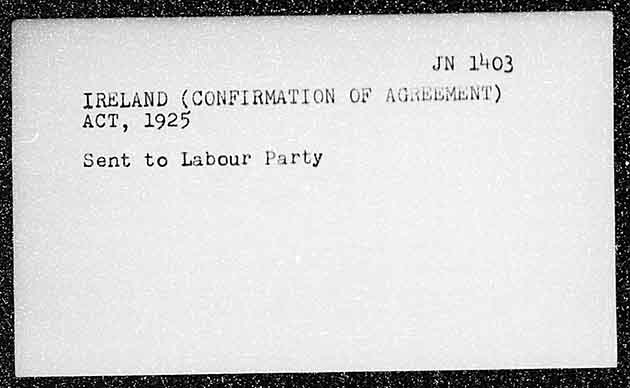 JN 1403
IRELAND (CONFIRMATION OF AGREEMENT)
ACT, 1925
Sent to Labour Party